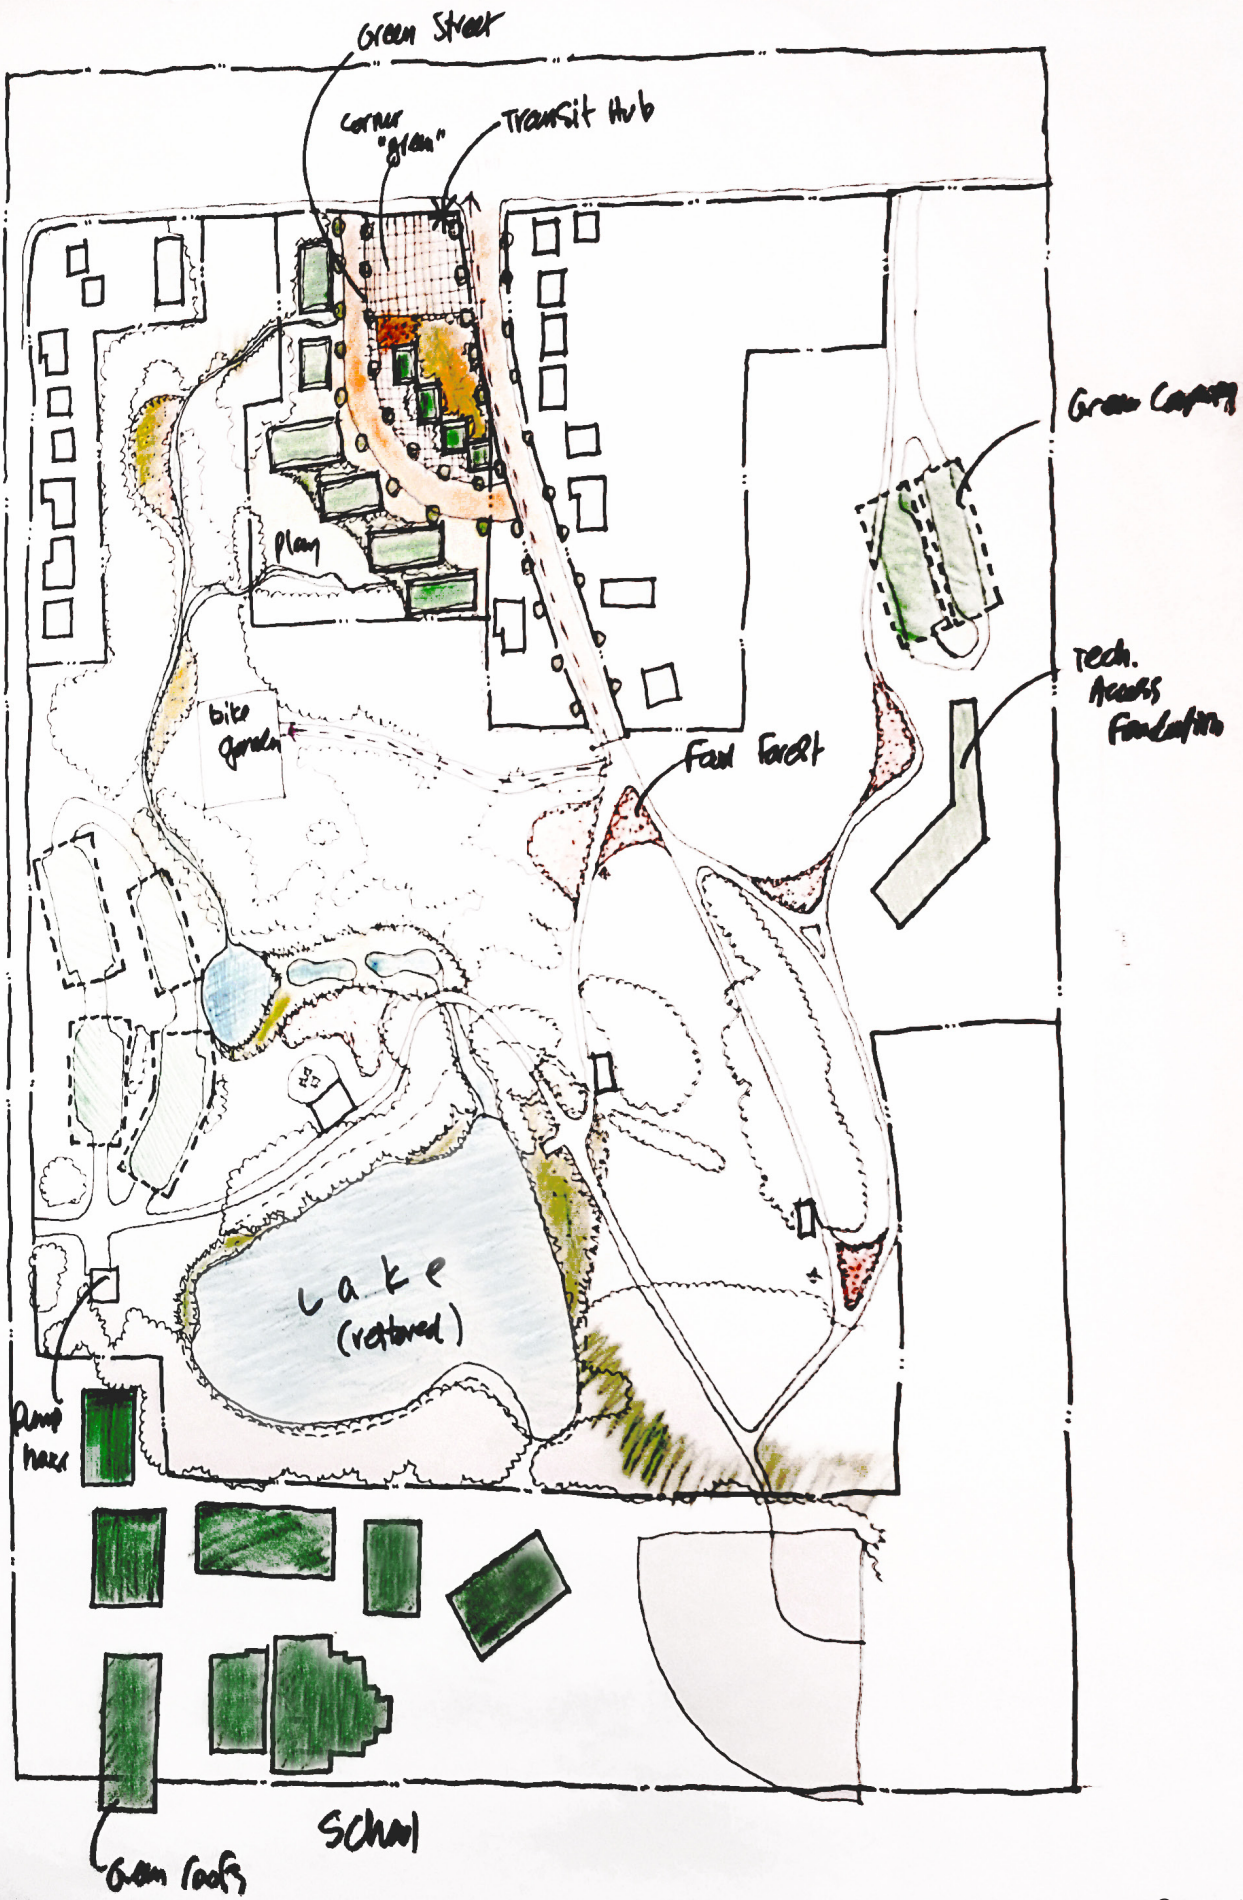 Green Street
corner
"green"
Transit Hub
Green Canopy
play
Tech.
Access
Foundation
bike
garden
Food Forest
Lake
(restored)
pump
house
School
Green roofs